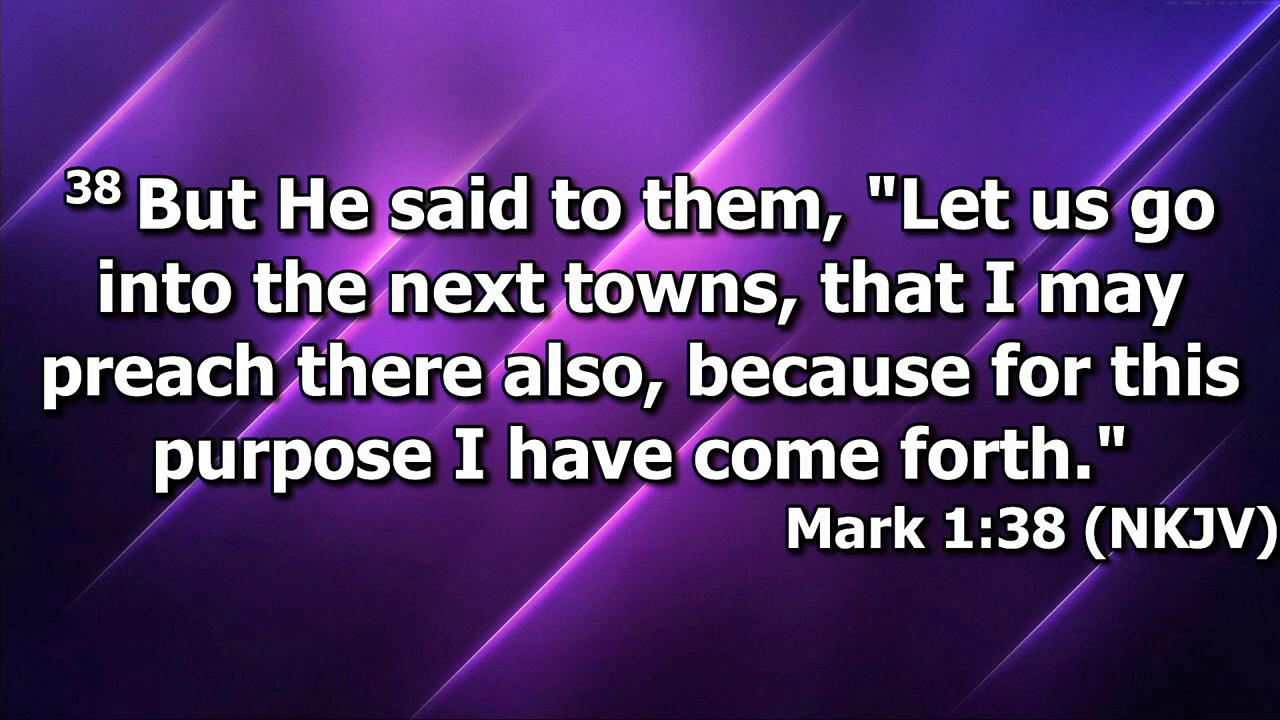 38 But He said to them, "Let us go
into the next towns, that I may
preach there also, because for this
purpose I have come forth."
Mark 1:38 (NKJV)